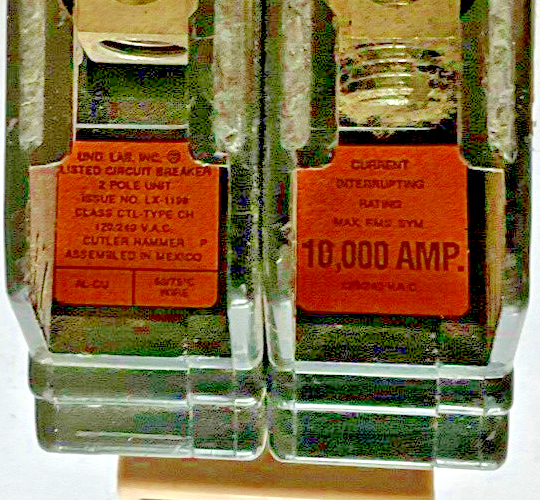 UND. LAB. INC.
LISTED CIRCUIT BREAKER
2 POLE UNIT
ISSUE NO. LX-1198
CLASS CTL-TYPE CH
120/240 V.A.C.
CUTLER HAMMER P
ASSEMBLED IN MEXICO
AL-CU
60/75°C
WIRE
CURRENT
INTERRUPTING
RATING
MAX. RMS. SYM.
10,000 AMP.
120/240 V.A.C.